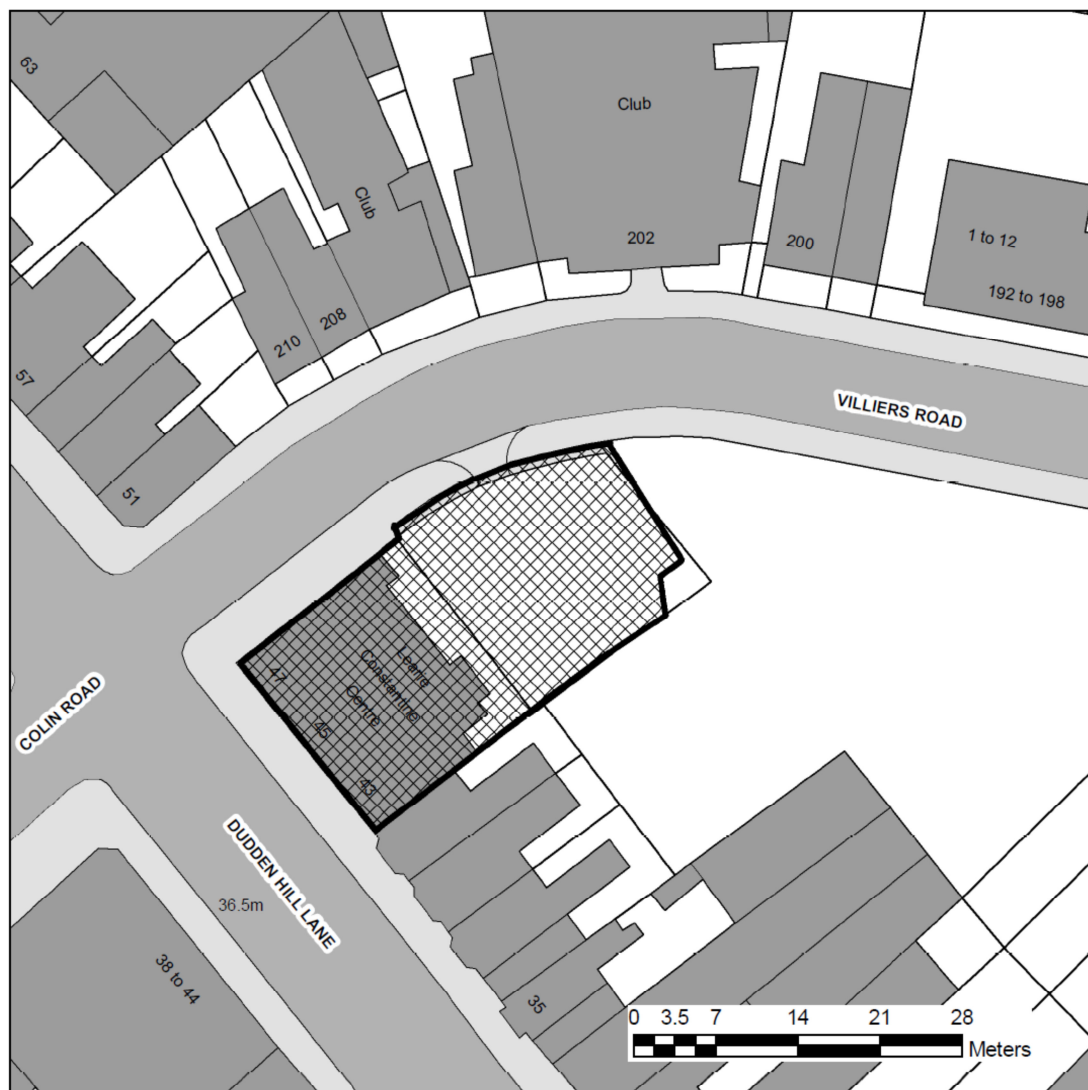 63
Club
Club
202
200
1 to 12
192 to 198
208
210
57
51
VILLIERS ROAD
47
Learie
Constantine
Centre
45
43
COLIN ROAD
DUDDEN HILL LANE
36.5m
38 to 44
35
0 3.5 7 14 21 28
Meters